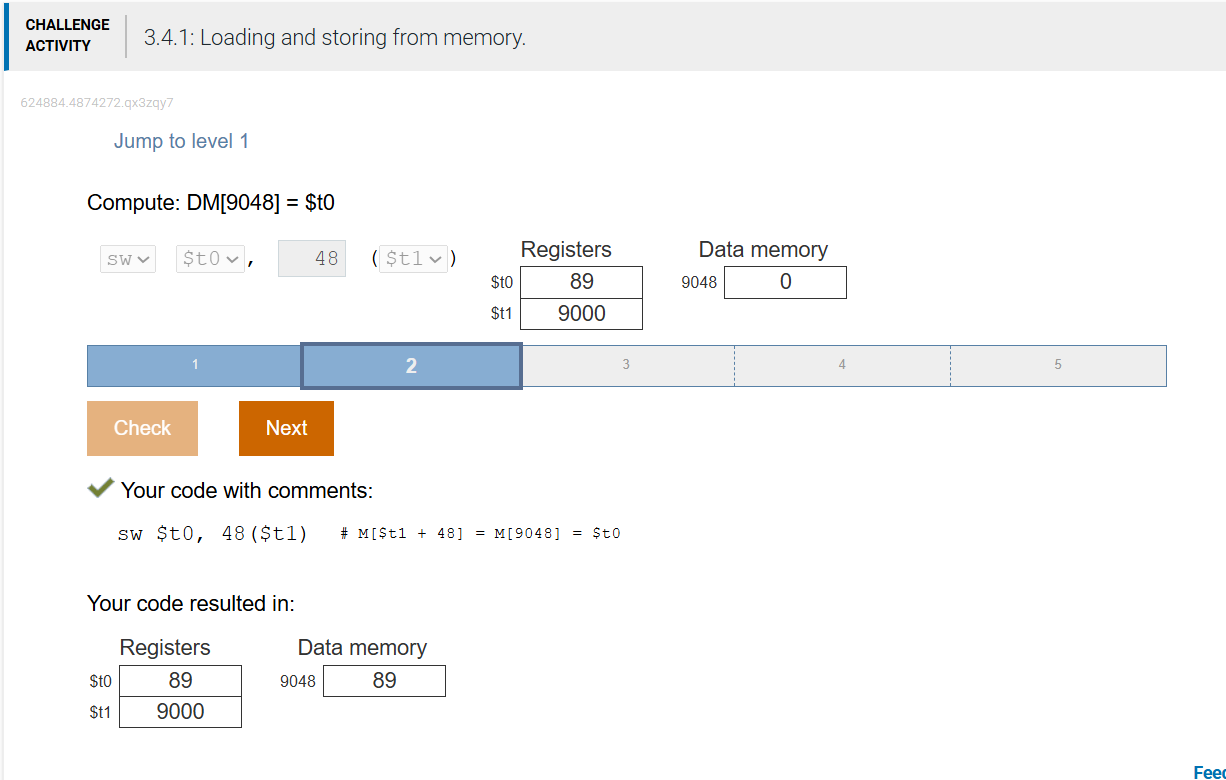 CHALLENGE
ACTIVITY
3.4.1: Loading and storing from memory.
624884.4874272.qx3zqy7
Jump to level 1
Compute: DM[9048] = $t0
sw $t0, 48 ($t1)
Registers Data memory
$t0 89 9048 0
$t1 9000
1 2 3 4 5
Check Next
Your code with comments:
sw $t0, 48($t1) # M[$t1 + 48] = M[9048] = $t0
Your code resulted in:
Registers Data memory
$t0 89 9048 89
$t1 9000